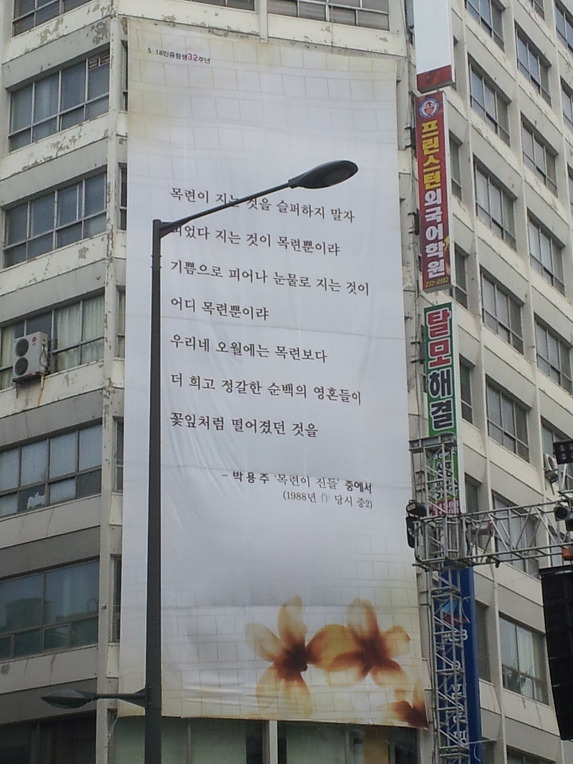 5·18민중항쟁32주년
목련이 지는 것을 슬퍼하지 말자
피었다 지는 것이 목련뿐이랴
기쁨으로 피어나 눈물로 지는 것이
어디 목련뿐이랴
우리네 오월에는 목련보다
더 희고 정갈한 순백의 영혼들이
꽃잎처럼 떨어졌던 것을
- 박용주 '목련이 진들' 중에서
(1988년 作 당시 중2)
프린스턴외국어학원
탈모해결